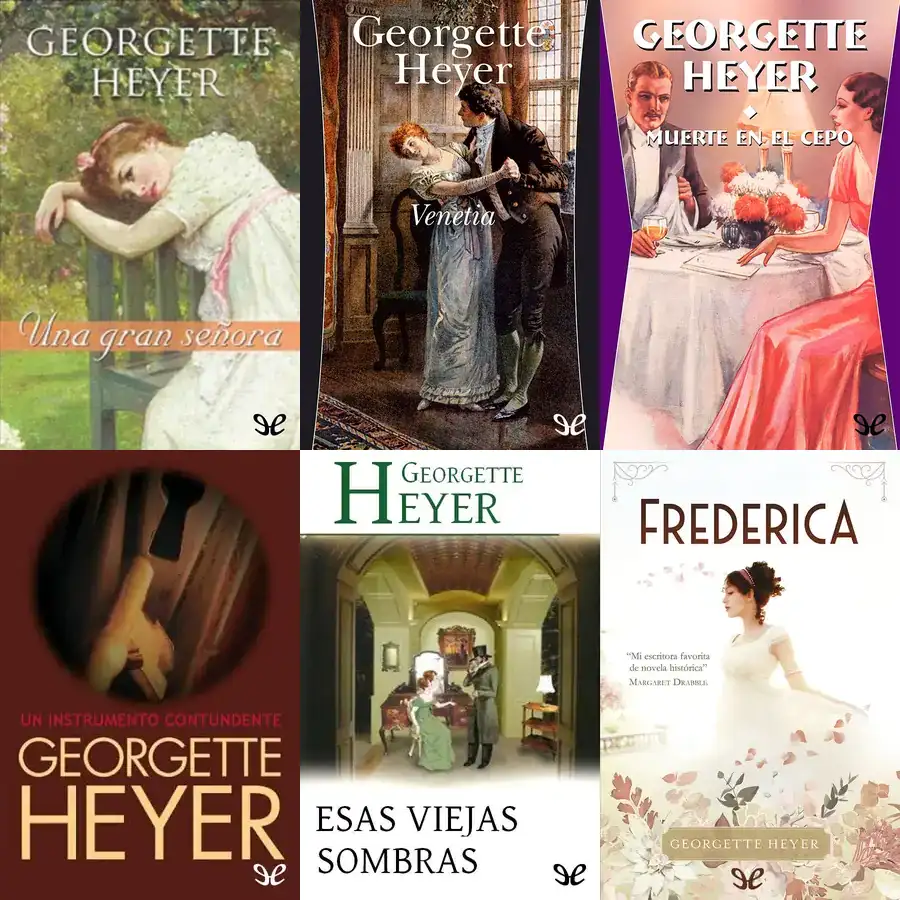 GEORGETTE
HEYER
Una gran señora
Georgette
Heyer
Venetia
GEORGETTE
HEYER
MUERTE EN EL CEPO
UN INSTRUMENTO CONTUNDENTE
GEORGETTE
HEYER
GEORGETTE
HEYER
ESAS VIEJAS
SOMBRAS
FREDERICA
“Mi escritora favorita
de novela histórica”
MARGARET DRABBLE
GEORGETTE HEYER